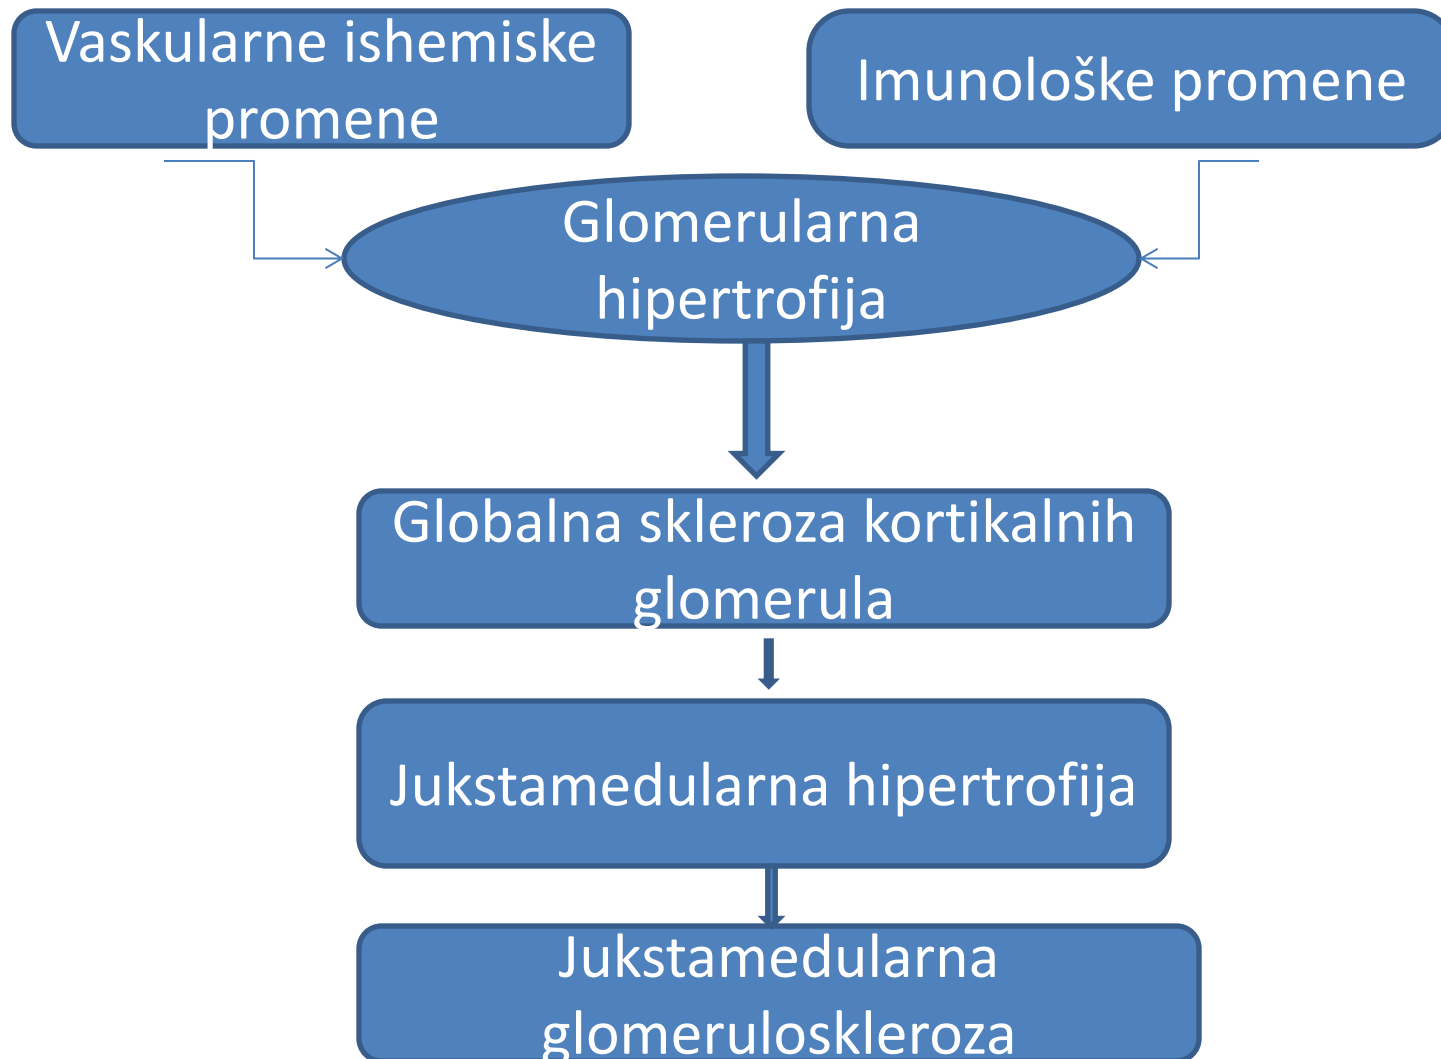 Vaskularne ishemiske
promene
Imunološke promene
Glomerularna
hipertrofija
Globalna skleroza kortikalnih
glomerula
Jukstamedularna hipertrofija
Jukstamedularna
glomeruloskleroza